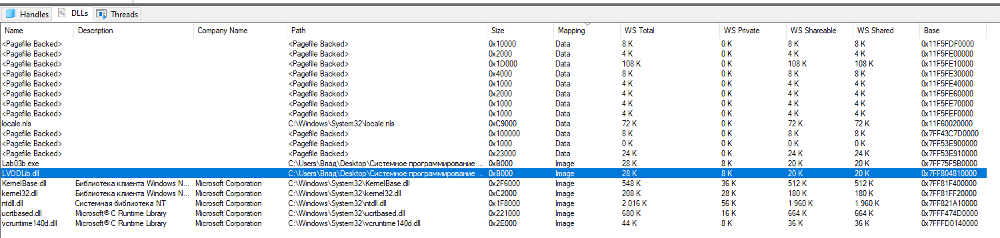 Handles DLLs Threads
Name Description Company Name Path Size Mapping WS Total WS Private WS Shareable WS Shared Base
<Pagefile Backed> <Pagefile Backed> 0x10000 Data 8 K 0 K 8 K 8 K 0x11F5FDF0000
<Pagefile Backed> <Pagefile Backed> 0x2000 Data 4 K 0 K 4 K 4 K 0x11F5FE00000
<Pagefile Backed> <Pagefile Backed> 0x1D000 Data 108 K 0 K 108 K 108 K 0x11F5FE10000
<Pagefile Backed> <Pagefile Backed> 0x4000 Data 8 K 0 K 8 K 8 K 0x11F5FE30000
<Pagefile Backed> <Pagefile Backed> 0x1000 Data 4 K 0 K 4 K 4 K 0x11F5FE40000
<Pagefile Backed> <Pagefile Backed> 0x2000 Data 4 K 0 K 4 K 4 K 0x11F5FE60000
<Pagefile Backed> <Pagefile Backed> 0x1000 Data 4 K 0 K 4 K 4 K 0x11F5FE70000
<Pagefile Backed> <Pagefile Backed> 0x1000 Data 4 K 0 K 4 K 4 K 0x11F5FEF0000
locale.nls C:\Windows\System32\locale.nls 0xC9000 Data 72 K 0 K 72 K 72 K 0x11F60020000
<Pagefile Backed> <Pagefile Backed> 0x100000 Data 8 K 0 K 8 K 8 K 0x7FF43C7D0000
<Pagefile Backed> <Pagefile Backed> 0x1000 Data 0 K 0 K 0 K 0 K 0x7FF53E900000
<Pagefile Backed> <Pagefile Backed> 0x23000 Data 24 K 0 K 24 K 24 K 0x7FF53E910000
Lab03b.exe C:\Users\Влад\Desktop\Системное программирование ... 0xB000 Image 28 K 8 K 20 K 20 K 0x7FF75F5B0000
LVODLib.dll C:\Users\Влад\Desktop\Системное программирование ... 0xB000 Image 28 K 8 K 20 K 20 K 0x7FF804810000
KernelBase.dll Библиотека клиента Windows N... Microsoft Corporation C:\Windows\System32\KernelBase.dll 0x2F6000 Image 548 K 36 K 512 K 512 K 0x7FF81F400000
kernel32.dll Библиотека клиента Windows N... Microsoft Corporation C:\Windows\System32\kernel32.dll 0xC2000 Image 208 K 28 K 180 K 180 K 0x7FF81FF20000
ntdll.dll Системная библиотека NT Microsoft Corporation C:\Windows\System32\ntdll.dll 0x1F8000 Image 2 016 K 56 K 1 960 K 1 960 K 0x7FF821A10000
ucrtbased.dll Microsoft® C Runtime Library Microsoft Corporation C:\Windows\System32\ucrtbased.dll 0x221000 Image 680 K 16 K 664 K 664 K 0x7FFF474D0000
vcruntime140d.dll Microsoft® C Runtime Library Microsoft Corporation C:\Windows\System32\vcruntime140d.dll 0x2E000 Image 44 K 8 K 36 K 36 K 0x7FFFD0140000